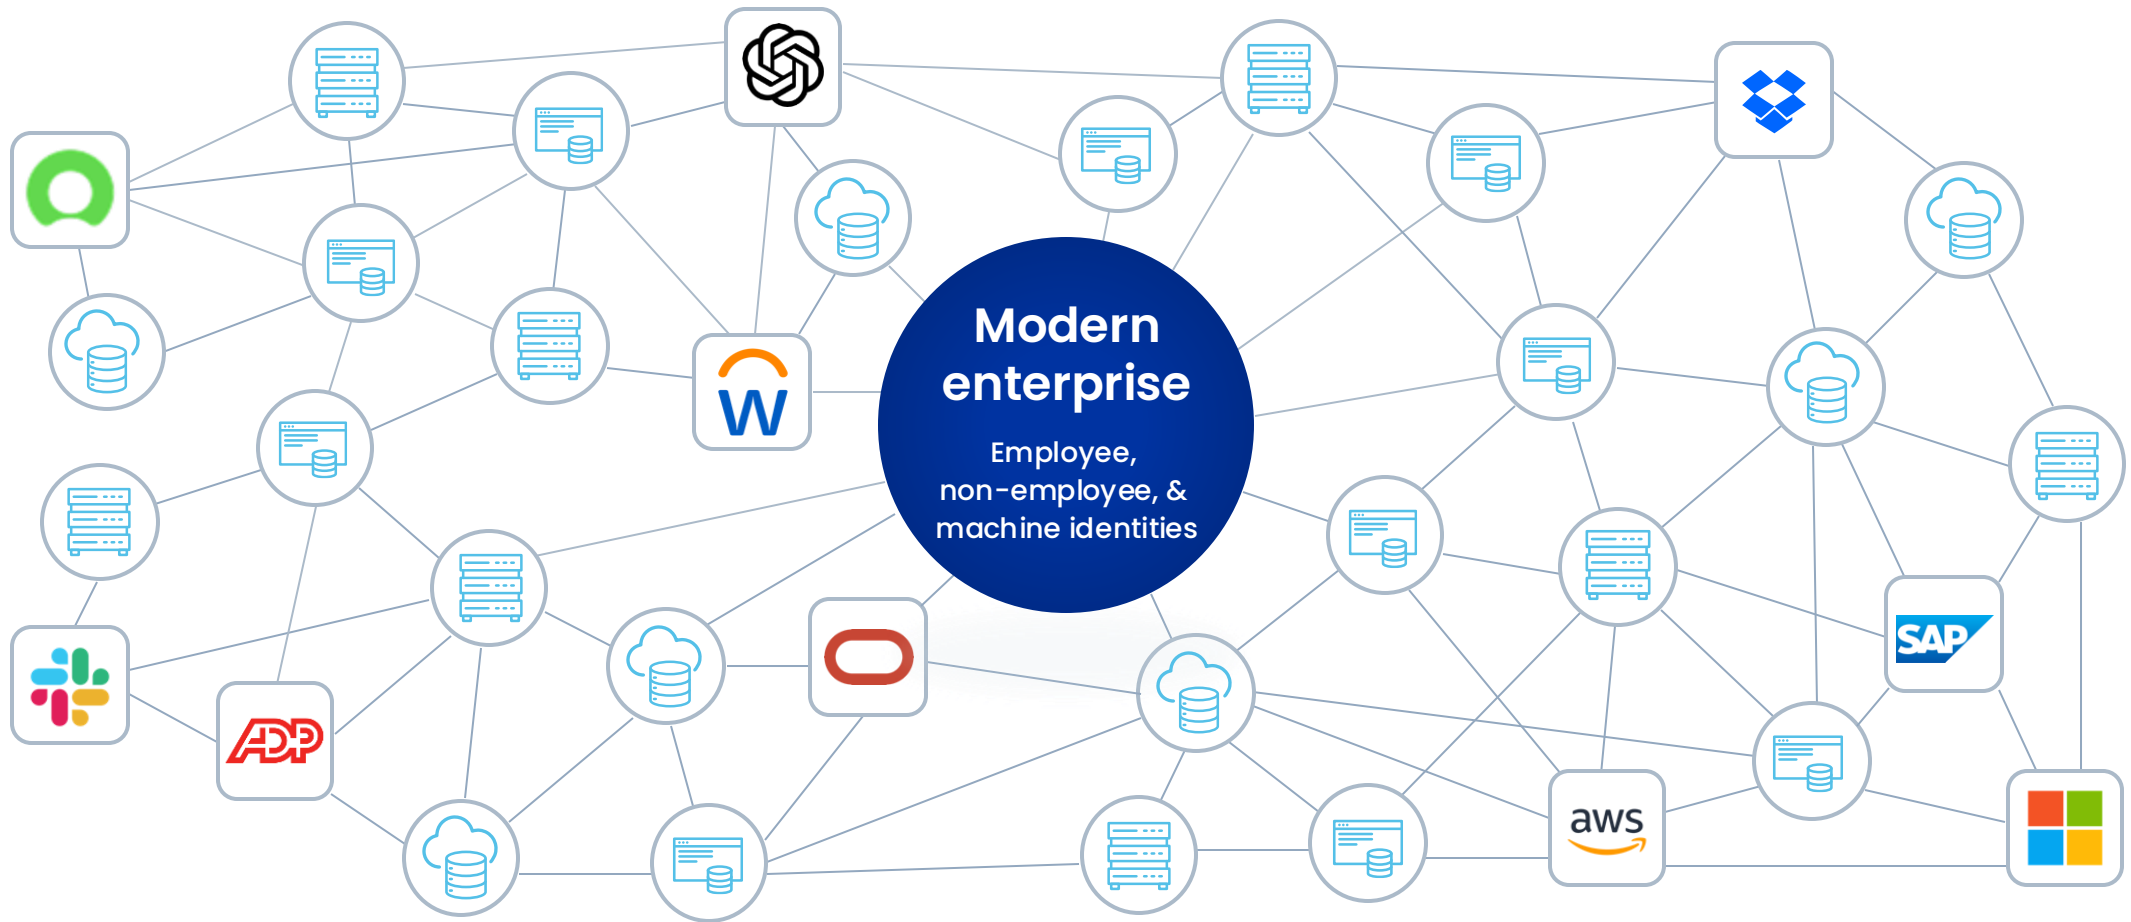 Modern
enterprise
Employee,
non-employee, &
machine identities
W
SAP
ADP
aws